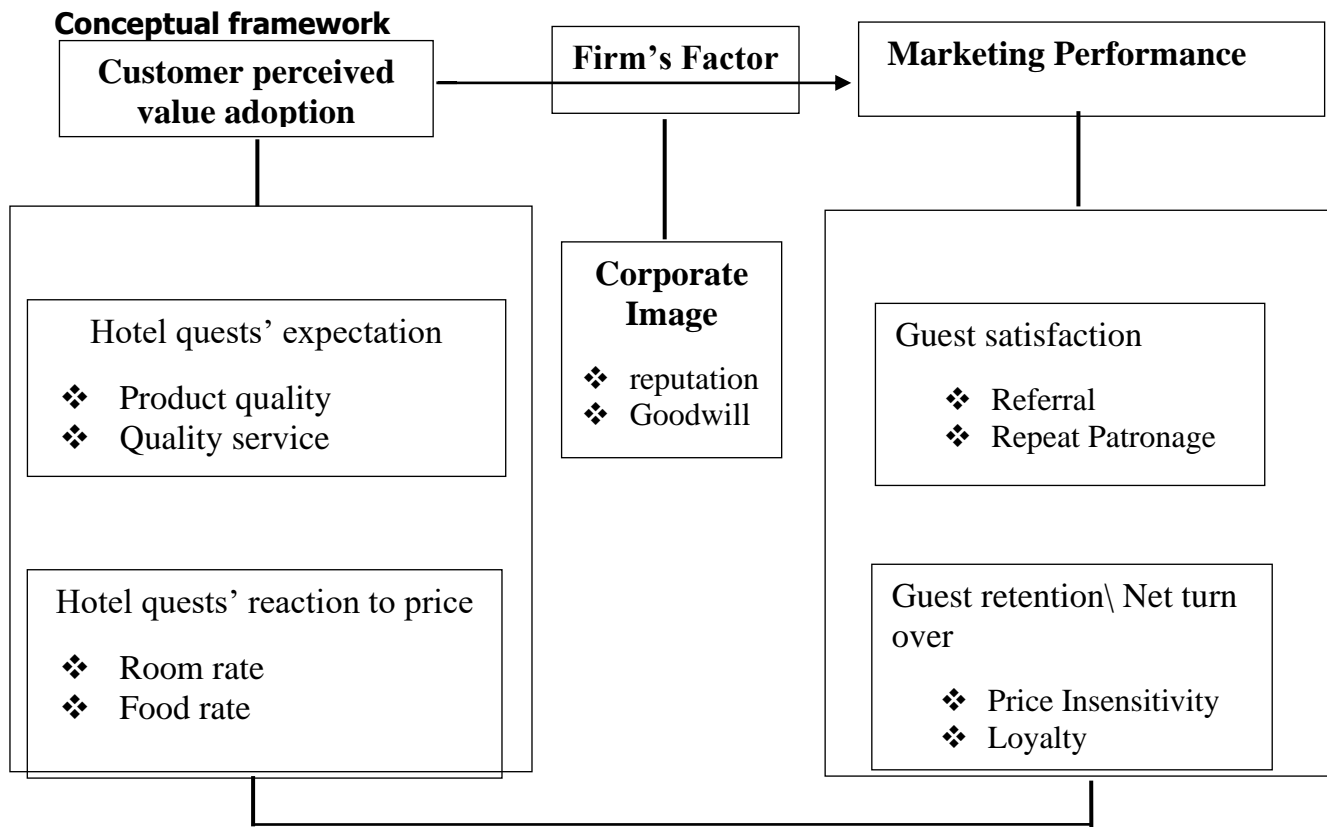 Conceptual framework
Customer perceived
value adoption
Firm’s Factor
Marketing Performance
Hotel quests’ expectation
❖ Product quality
❖ Quality service
Hotel quests’ reaction to price
❖ Room rate
❖ Food rate
Corporate
Image
❖ reputation
❖ Goodwill
Guest satisfaction
❖ Referral
❖ Repeat Patronage
Guest retention\ Net turn
over
❖ Price Insensitivity
❖ Loyalty